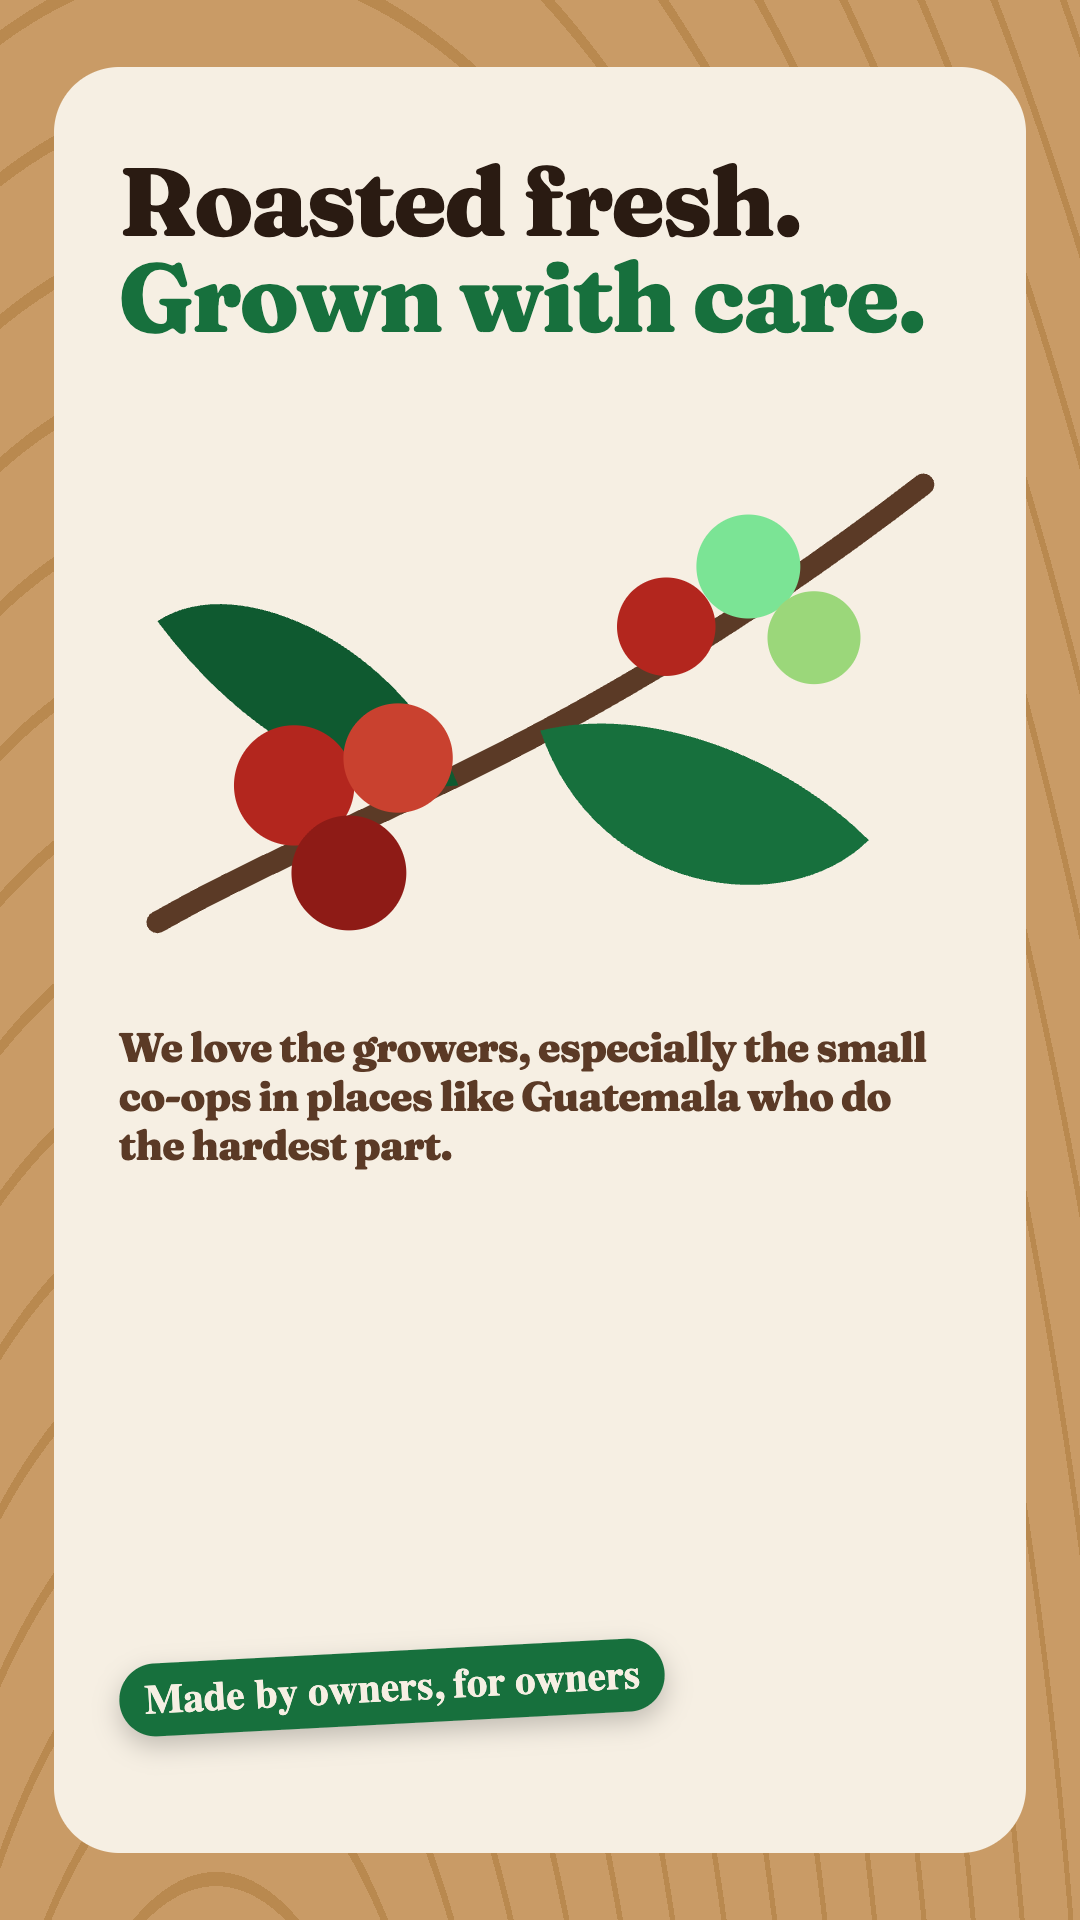 Roasted fresh.
Grown with care.
We love the growers, especially the small
co-ops in places like Guatemala who do
the hardest part.
Made by owners, for owners